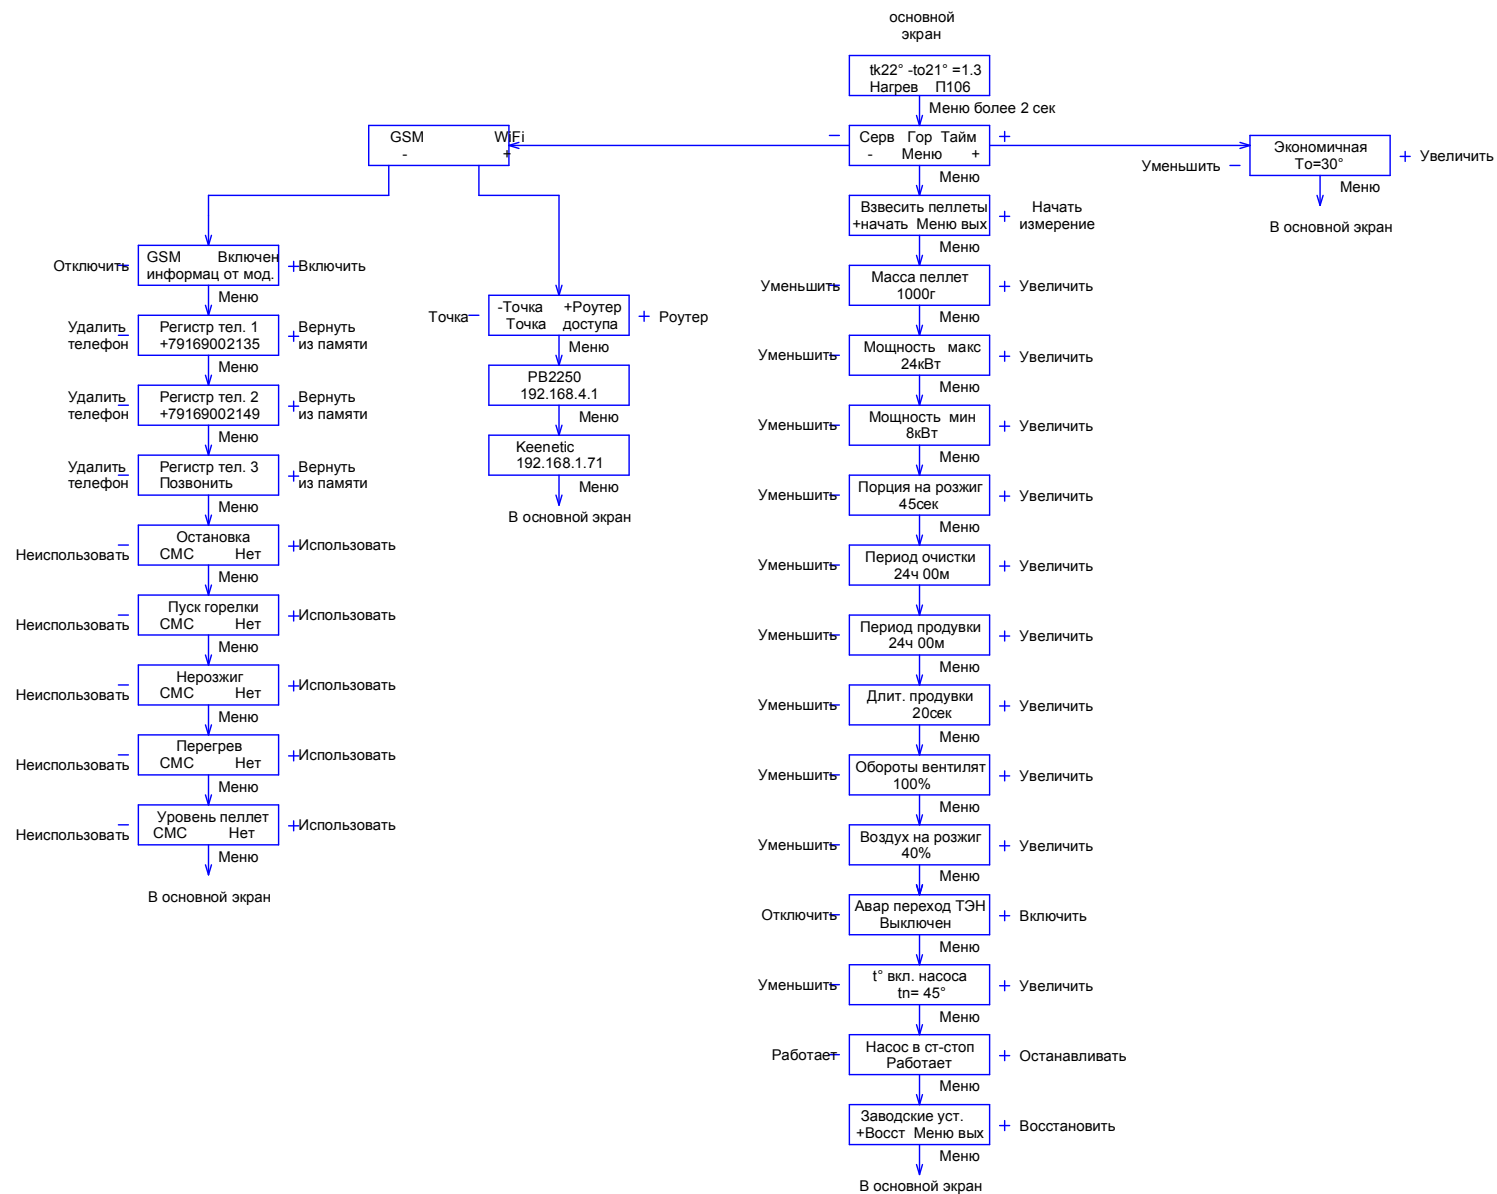 основной
экран
tk22° -to21° =1.3
Нагрев П106
Меню более 2 сек
GSM WiFi
- +
−
Серв Гор Тайм
- Меню +
+
Меню
Экономичная
То=30°
Уменьшить −
+ Увеличить
Меню
В основной экран
GSM Включен
информац от мод.
Отключить −
+ Включить
Меню
Регистр тел. 1
+79169002135
Удалить
телефон −
+ Вернуть
из памяти
Меню
Регистр тел. 2
+79169002149
Удалить
телефон −
+ Вернуть
из памяти
Меню
Регистр тел. 3
Позвонить
Удалить
телефон −
+ Вернуть
из памяти
Меню
Остановка
СМС Нет
Неиспользовать −
+ Использовать
Меню
Пуск горелки
СМС Нет
Неиспользовать −
+ Использовать
Меню
Нерозжиг
СМС Нет
Неиспользовать −
+ Использовать
Меню
Перегрев
СМС Нет
Неиспользовать −
+ Использовать
Меню
Уровень пеллет
СМС Нет
Неиспользовать −
+ Использовать
Меню
В основной экран
-Точка +Роутер
Точка доступа
Точка −
+ Роутер
Меню
PB2250
192.168.4.1
Меню
Keenetic
192.168.1.71
Меню
В основной экран
Взвесить пеллеты
+начать Меню вых
+ Начать
измерение
Меню
Масса пеллет
1000г
Уменьшить −
+ Увеличить
Меню
Мощность макс
24кВт
Уменьшить −
+ Увеличить
Меню
Мощность мин
8кВт
Уменьшить −
+ Увеличить
Меню
Порция на розжиг
45сек
Уменьшить −
+ Увеличить
Меню
Период очистки
24ч 00м
Уменьшить −
+ Увеличить
Период продувки
24ч 00м
Уменьшить −
+ Увеличить
Меню
Длит. продувки
20сек
Уменьшить −
+ Увеличить
Меню
Обороты вентилят
100%
Уменьшить −
+ Увеличить
Меню
Воздух на розжиг
40%
Уменьшить −
+ Увеличить
Меню
Авар переход ТЭН
Выключен
Отключить −
+ Включить
Меню
t° вкл. насоса
tn= 45°
Уменьшить −
+ Увеличить
Меню
Насос в ст-стоп
Работает
Работает −
+ Останавливать
Меню
Заводские уст.
+Восст Меню вых
+ Восстановить
Меню
В основной экран